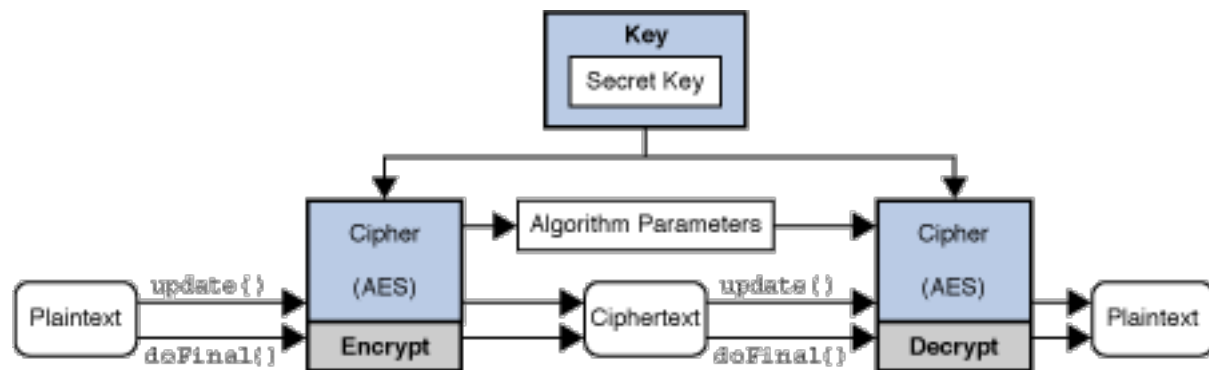 Key
Secret Key
Cipher
Algorithm Parameters
Cipher
(AES)
(AES)
update()
update()
Plaintext
Ciphertext
Plaintext
doFinal()
Encrypt
doFinal()
Decrypt